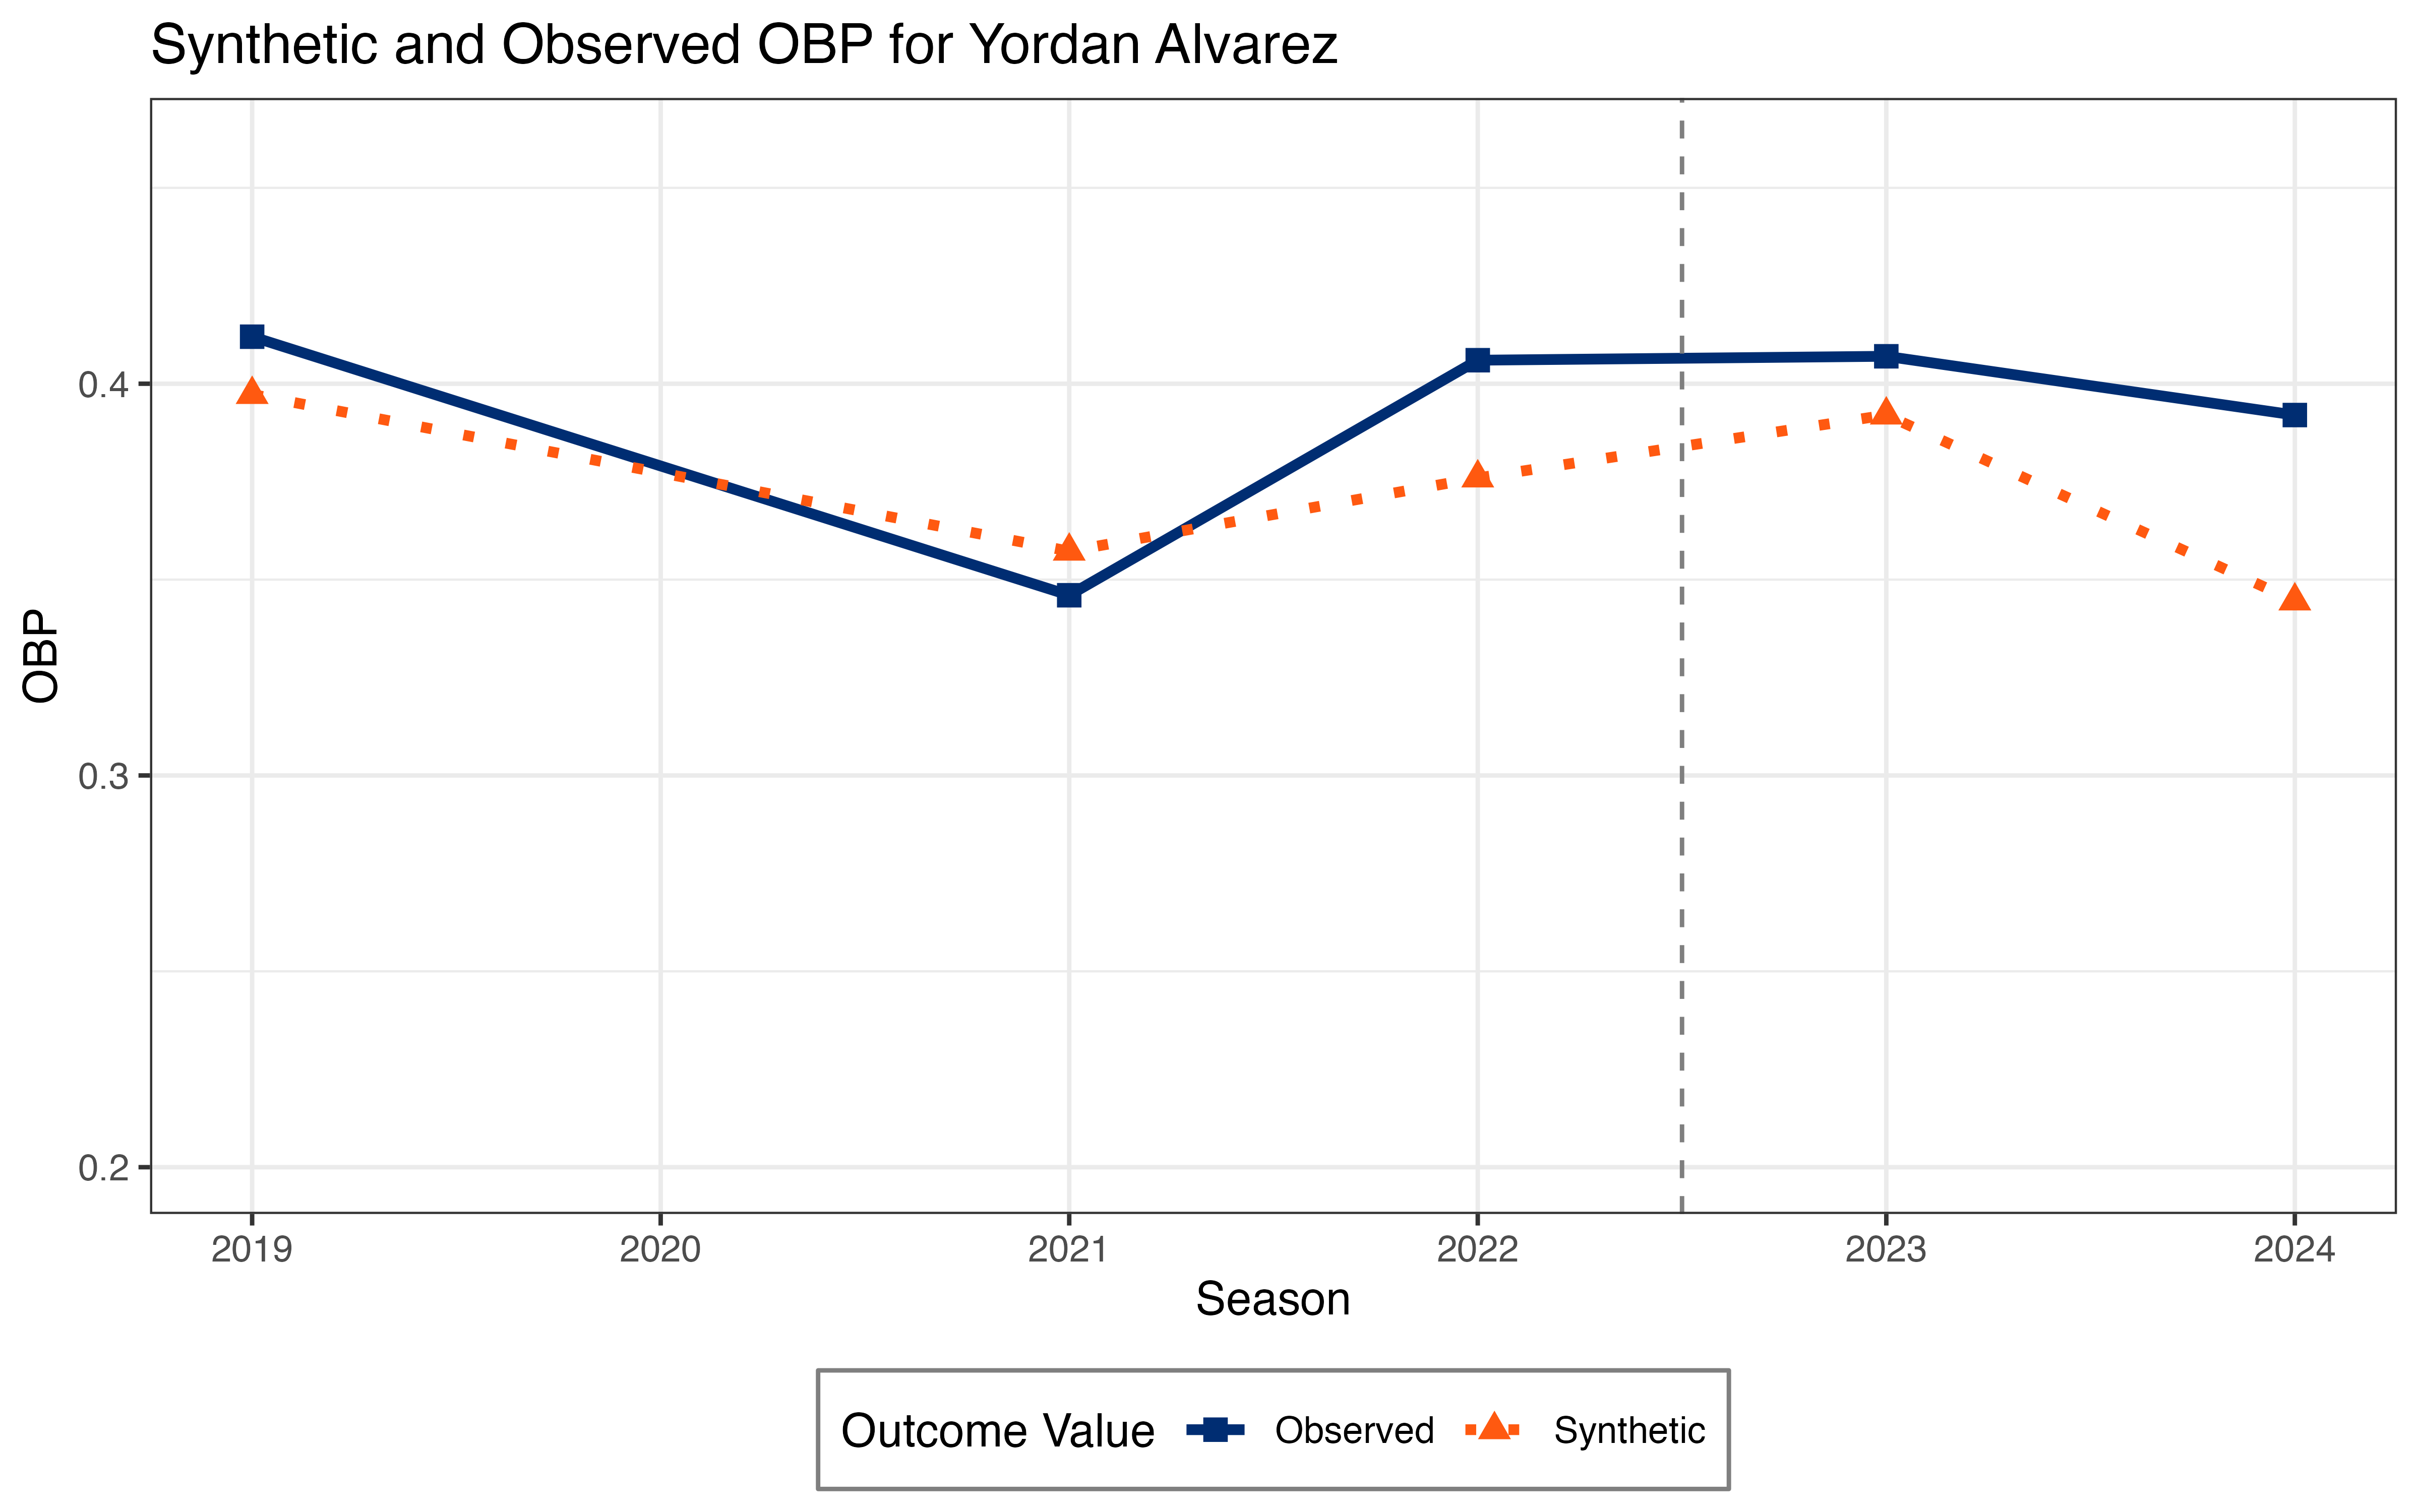 Synthetic and Observed OBP for Yordan Alvarez
OBP
0.4
0.3
0.2
2019 2020 2021 2022 2023 2024
Season
Outcome Value Observed Synthetic